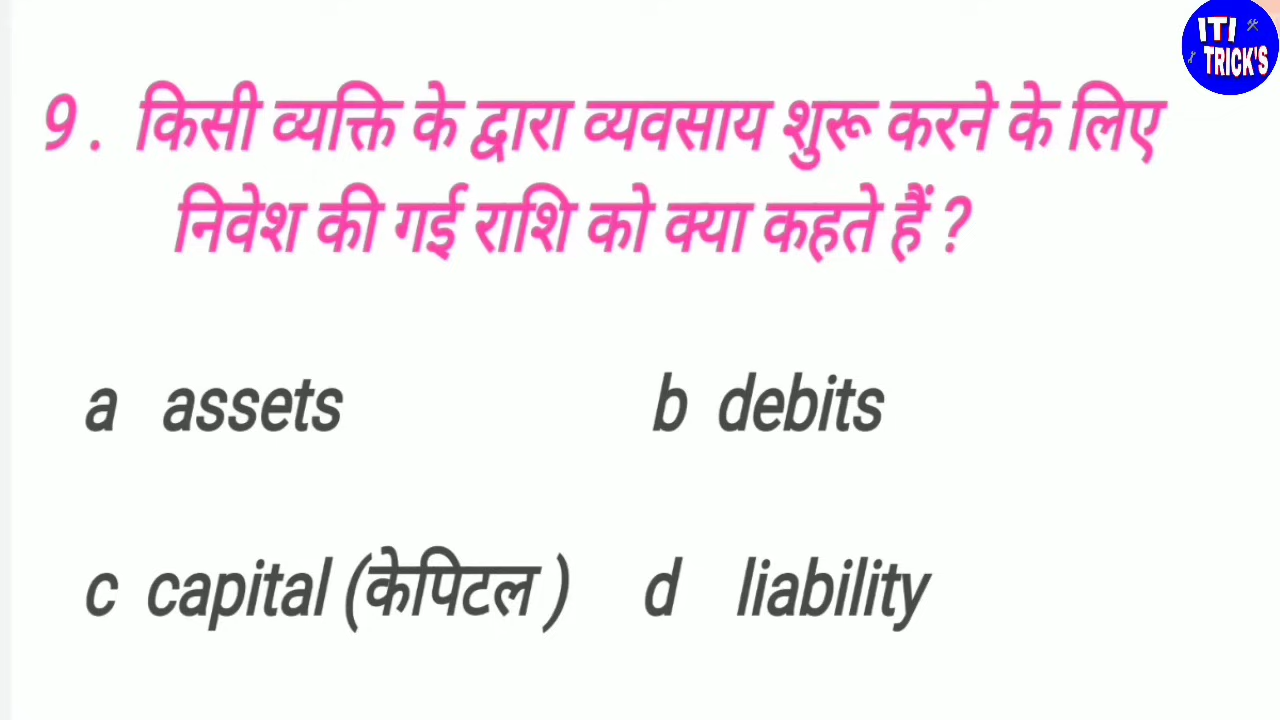 ITI
TRICK'S
9 . किसी व्यक्ति के द्वारा व्यवसाय शुरू करने के लिए
निवेश की गई राशि को क्या कहते हैं ?
a assets b debits
c capital (केपिटल ) d liability